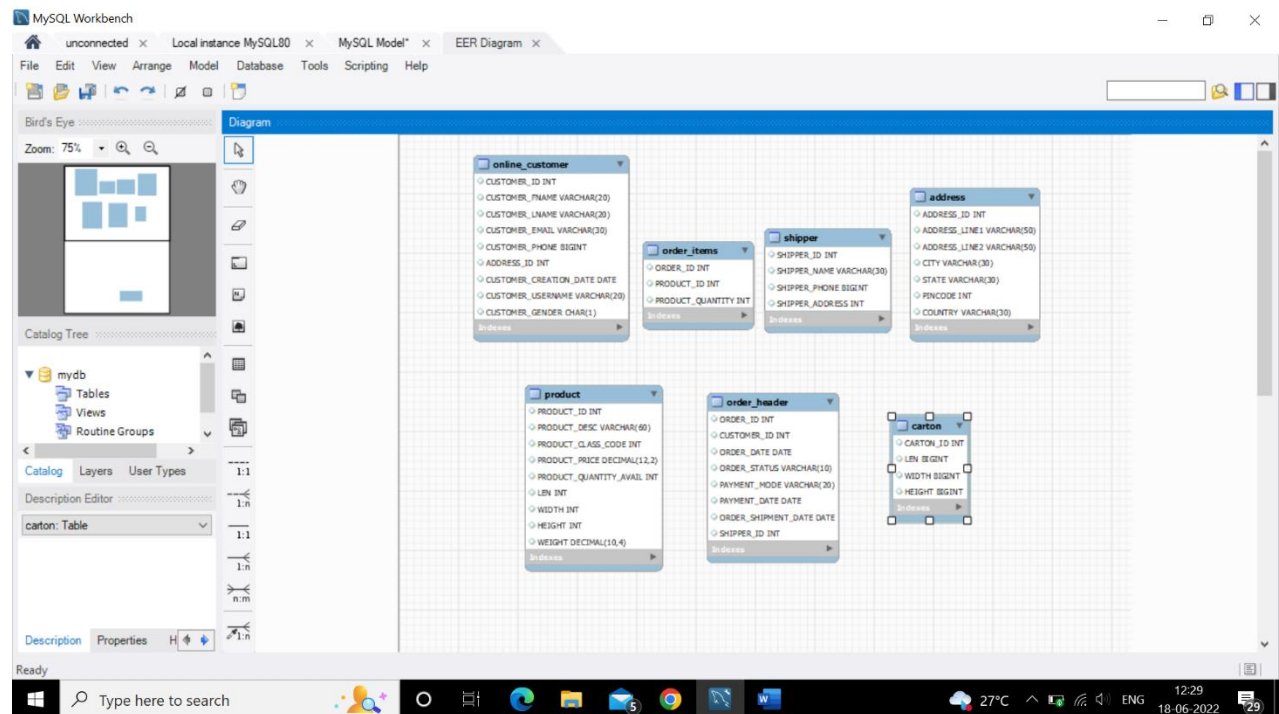 MySQL Workbench
unconnected × Local instance MySQL80 × MySQL Model* × EER Diagram ×
File Edit View Arrange Model Database Tools Scripting Help
Bird's Eye
Zoom: 75%
Diagram
online_customer
CUSTOMER_ID INT
CUSTOMER_FNAME VARCHAR(20)
CUSTOMER_LNAME VARCHAR(20)
CUSTOMER_EMAIL VARCHAR(30)
CUSTOMER_PHONE BIGINT
ADDRESS_ID INT
CUSTOMER_CREATION_DATE DATE
CUSTOMER_USERNAME VARCHAR(20)
CUSTOMER_GENDER CHAR(1)
Indexes
order_items
ORDER_ID INT
PRODUCT_ID INT
PRODUCT_QUANTITY INT
Indexes
shipper
SHIPPER_ID INT
SHIPPER_NAME VARCHAR(30)
SHIPPER_PHONE BIGINT
SHIPPER_ADDRESS INT
Indexes
address
ADDRESS_ID INT
ADDRESS_LINE1 VARCHAR(50)
ADDRESS_LINE2 VARCHAR(50)
CITY VARCHAR(30)
STATE VARCHAR(30)
PINCODE INT
COUNTRY VARCHAR(30)
Indexes
product
PRODUCT_ID INT
PRODUCT_DESC VARCHAR(60)
PRODUCT_CLASS_CODE INT
PRODUCT_PRICE DECIMAL(12,2)
PRODUCT_QUANTITY_AVAIL INT
LEN INT
WIDTH INT
HEIGHT INT
WEIGHT DECIMAL(10,4)
Indexes
order_header
ORDER_ID INT
CUSTOMER_ID INT
ORDER_DATE DATE
ORDER_STATUS VARCHAR(10)
PAYMENT_MODE VARCHAR(20)
PAYMENT_DATE DATE
ORDER_SHIPMENT_DATE DATE
SHIPPER_ID INT
Indexes
carton
CARTON_ID INT
LEN BIGINT
WIDTH BIGINT
HEIGHT BIGINT
Indexes
Catalog Tree
mydb
Tables
Views
Routine Groups
Catalog Layers User Types
Description Editor
carton: Table
Description Properties H
1:1
1:n
1:1
1:n
n:m
1:n
Ready
Type here to search
5
W
27°C ENG
12:29
18-06-2022
29